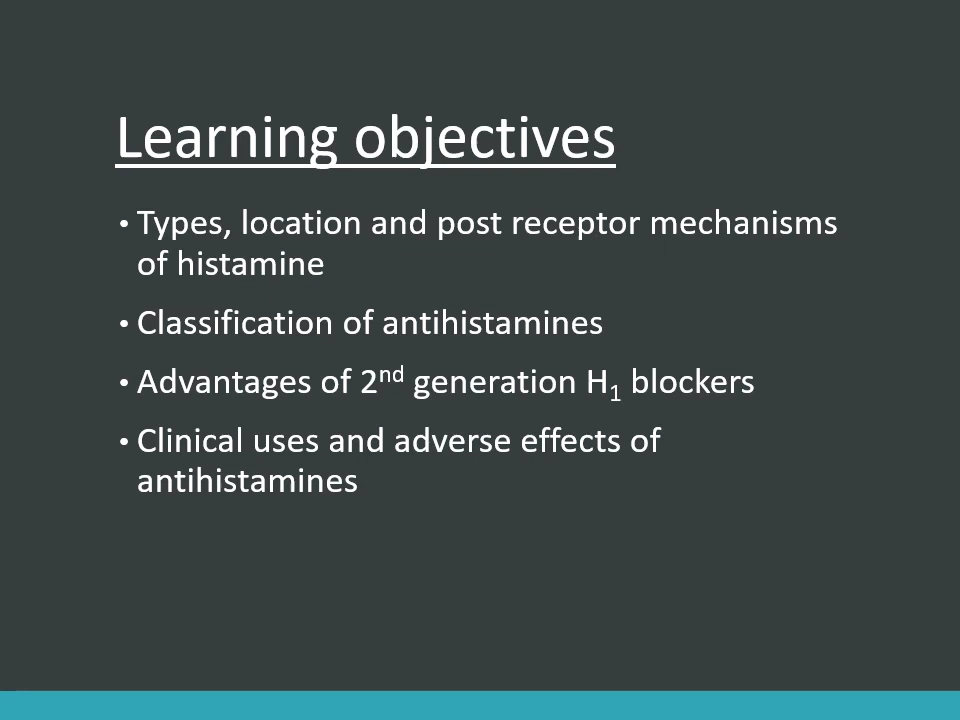 Learning objectives
• Types, location and post receptor mechanisms
of histamine
• Classification of antihistamines
• Advantages of 2nd generation H1 blockers
• Clinical uses and adverse effects of
antihistamines